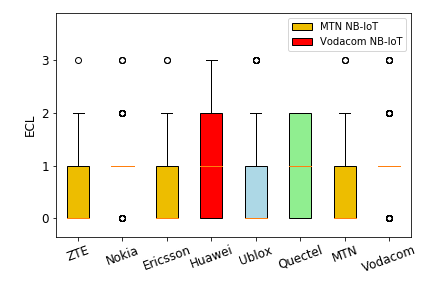 MTN NB-IoT
Vodacom NB-IoT
3
2
1
0
ECL
ZTE
Nokia
Ericsson
Huawei
Ublox
Quectel
MTN
Vodacom